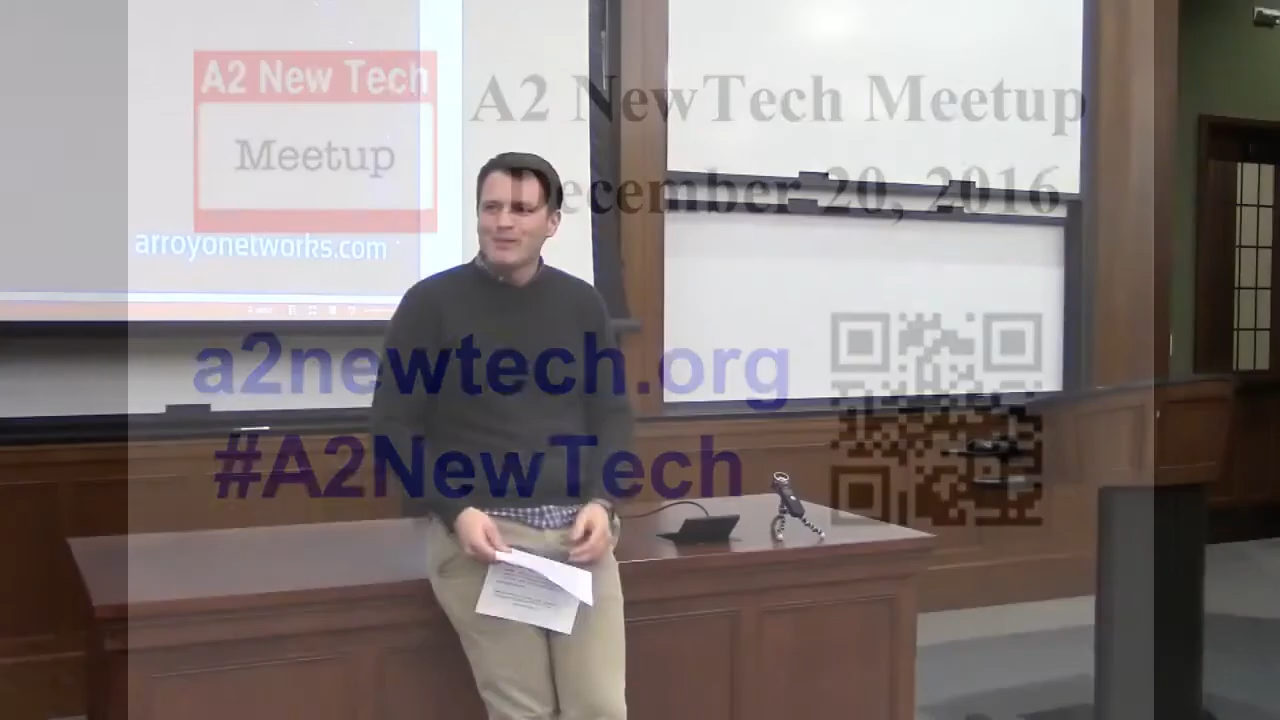 A2 New Tech
Meetup
A2 NewTech Meetup
December 20, 2016
arroyonetworks.com
a2newtech.org
#A2NewTech